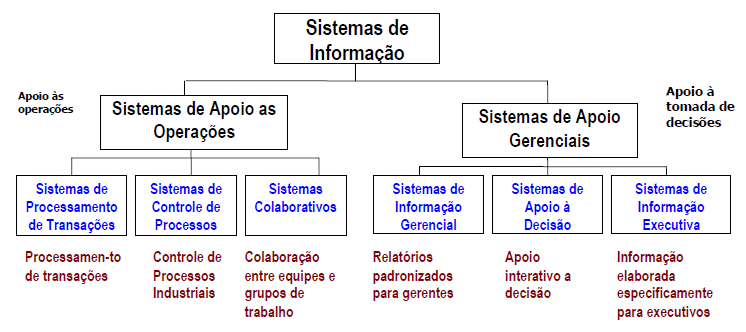 Sistemas de
Informação
Apoio às
operações
Sistemas de Apoio as
Operações
Sistemas de Apoio
Gerenciais
Apoio à
tomada de
decisões
Sistemas de
Processamento
de Transações
Sistemas de
Controle de
Processos
Sistemas
Colaborativos
Sistemas de
Informação
Gerencial
Sistemas de
Apoio à
Decisão
Sistemas de
Informação
Executiva
Processamen-to
de transações
Controle de
Processos
Industriais
Colaboração
entre equipes e
grupos de
trabalho
Relatórios
padronizados
para gerentes
Apoio
interativo a
decisão
Informação
elaborada
especificamente
para executivos